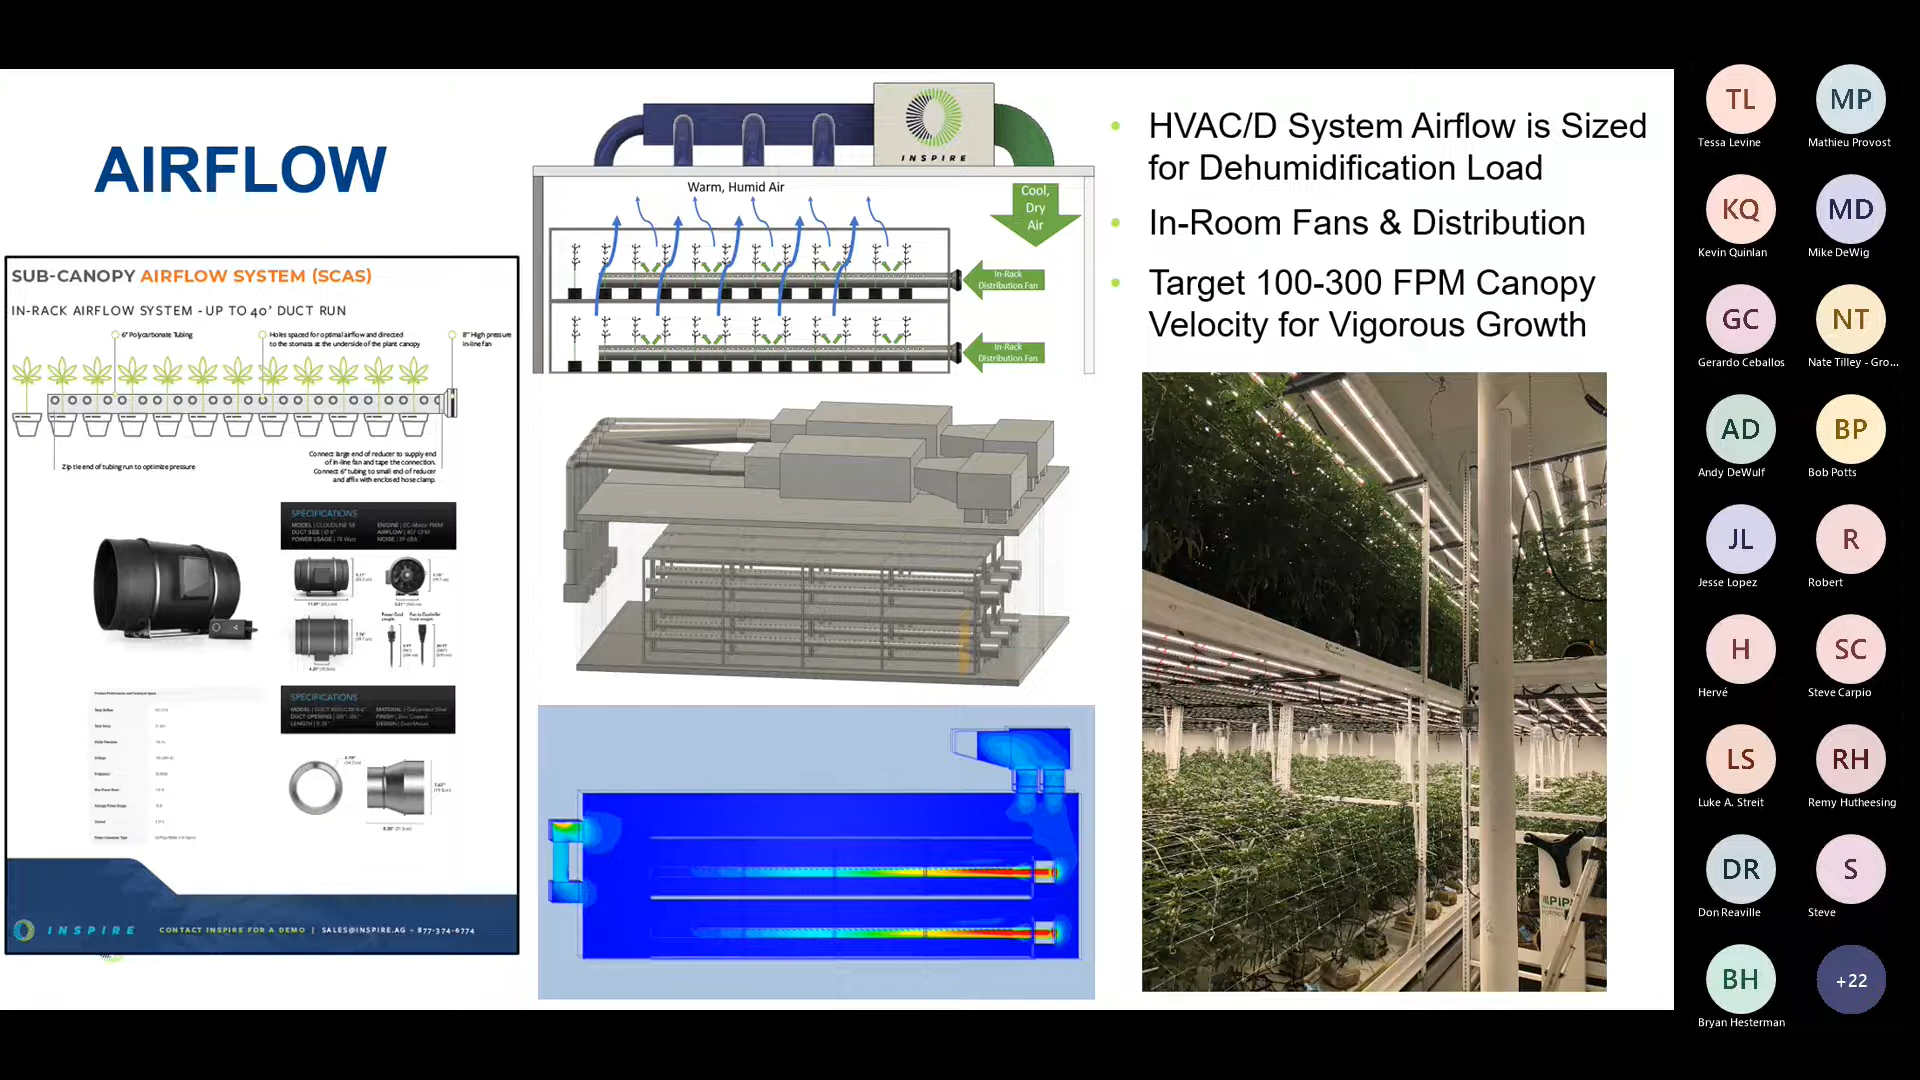 AIRFLOW
SUB-CANOPY AIRFLOW SYSTEM (SCAS)
IN-RACK AIRFLOW SYSTEM - UP TO 40' DUCT RUN
6" Polycarbonate Tubing
Holes spaced for optimal airflow and directed
to the stomata at the underside of the plant canopy
8" High pressure
in-line fan
Zip tie end of tubing run to optimize pressure
Connect large end of reducer to supply end
of in-line fan and tape the connection.
Connect 6" tubing to small end of reducer
and affix with enclosed hose clamp.
SPECIFICATIONS
SPECIFICATIONS
INSPIRE
CONTACT INSPIRE FOR A DEMO | SALES@INSPIRE.AG - 877-374-6774
INSPIRE
Warm, Humid Air
Cool,
Dry
Air
In-Rack
Distribution Fan
In-Rack
Distribution Fan
• HVAC/D System Airflow is Sized
for Dehumidification Load
• In-Room Fans & Distribution
• Target 100-300 FPM Canopy
Velocity for Vigorous Growth
TL
Tessa Levine
MP
Mathieu Provost
KQ
Kevin Quinlan
MD
Mike DeWig
GC
Gerardo Ceballos
NT
Nate Tilley - Gro...
AD
Andy DeWulf
BP
Bob Potts
JL
Jesse Lopez
R
Robert
H
Hervé
SC
Steve Carpio
LS
Luke A. Streit
RH
Remy Hutheesing
DR
Don Reaville
S
Steve
BH
Bryan Hesterman
+22